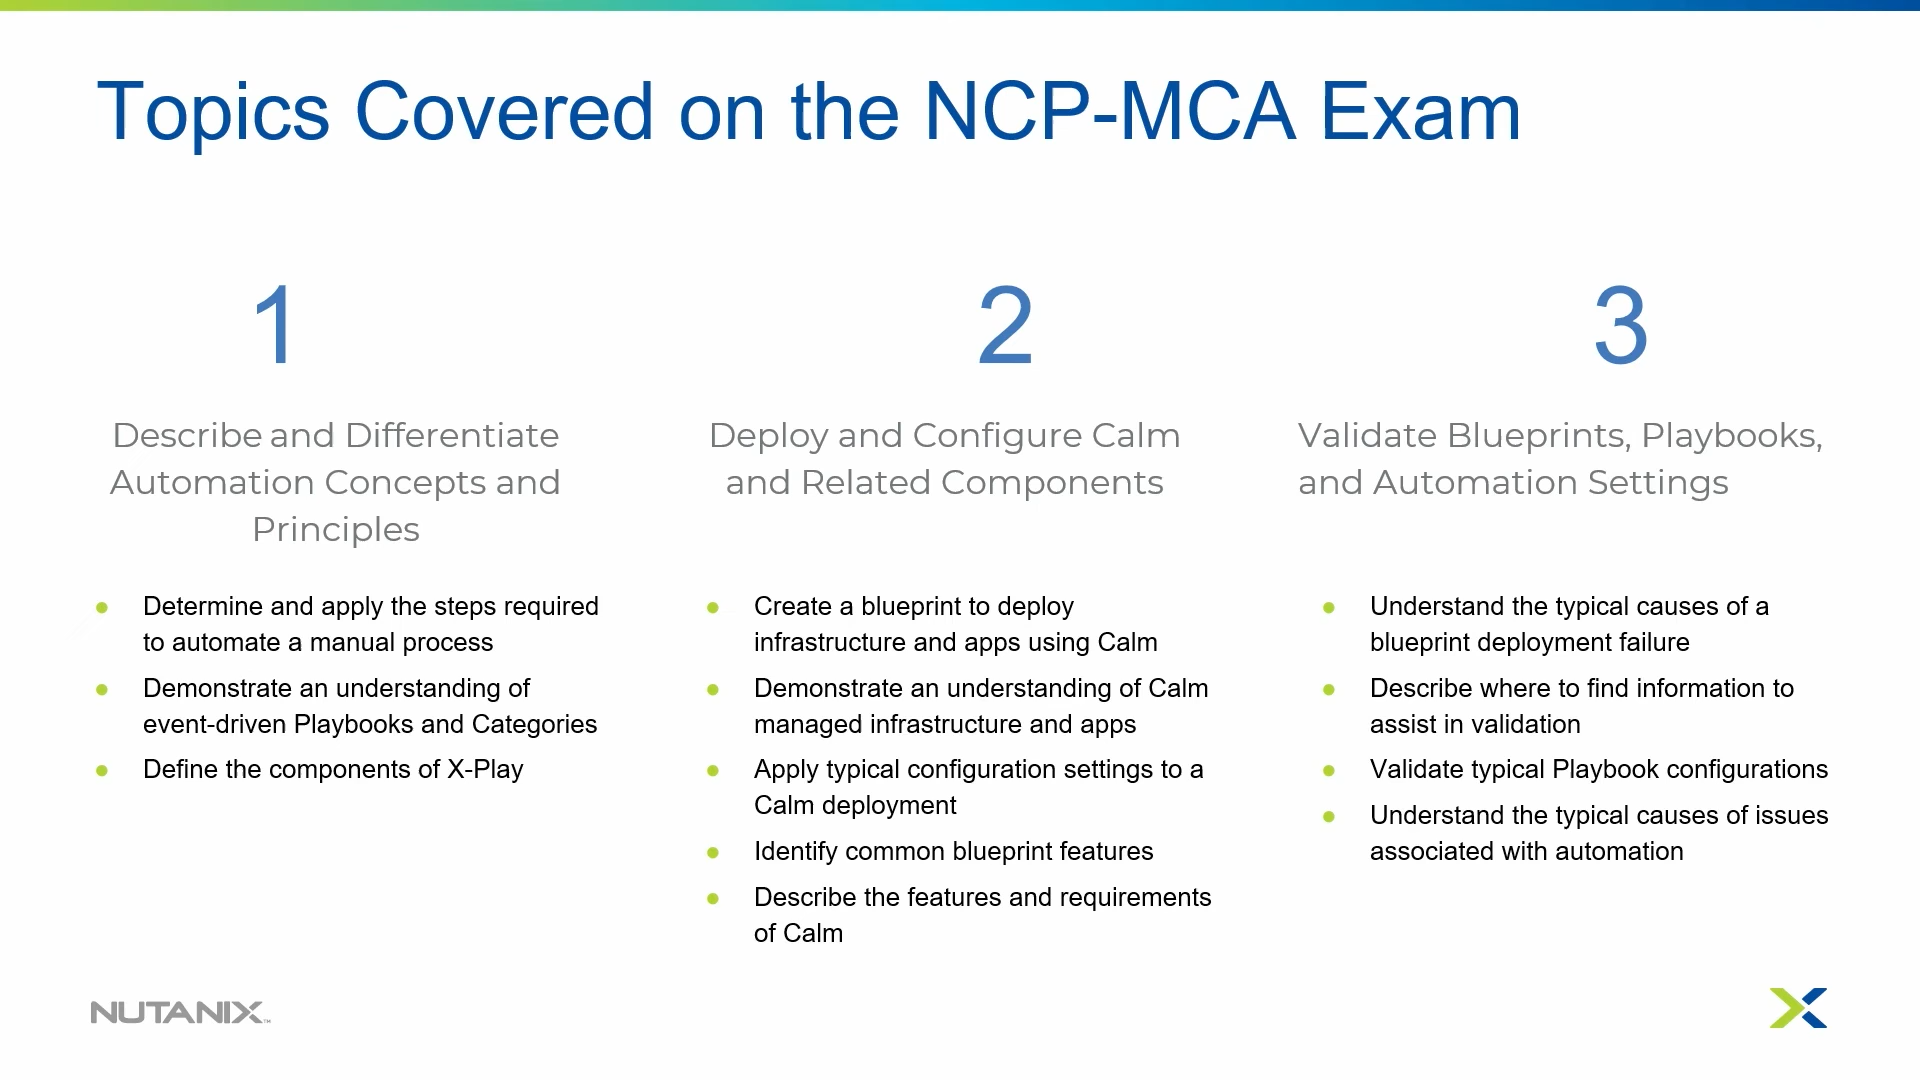 Topics Covered on the NCP-MCA Exam
1
Describe and Differentiate
Automation Concepts and
Principles
● Determine and apply the steps required
to automate a manual process
● Demonstrate an understanding of
event-driven Playbooks and Categories
● Define the components of X-Play
2
Deploy and Configure Calm
and Related Components
● Create a blueprint to deploy
infrastructure and apps using Calm
● Demonstrate an understanding of Calm
managed infrastructure and apps
● Apply typical configuration settings to a
Calm deployment
● Identify common blueprint features
● Describe the features and requirements
of Calm
3
Validate Blueprints, Playbooks,
and Automation Settings
● Understand the typical causes of a
blueprint deployment failure
● Describe where to find information to
assist in validation
● Validate typical Playbook configurations
● Understand the typical causes of issues
associated with automation
NUTANIX™